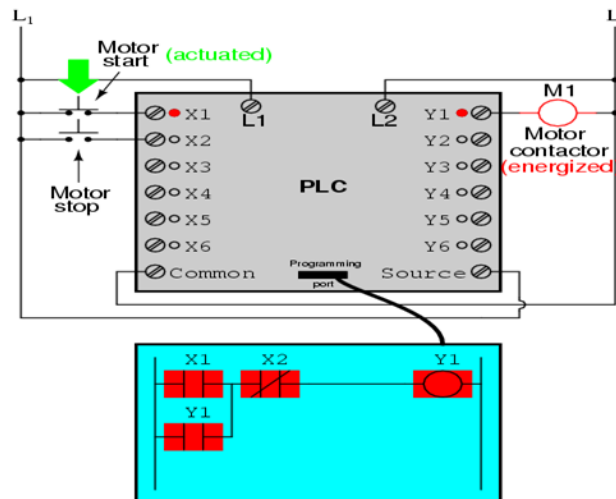 L1
L
Motor start (actuated)
M1
L1
L2
X1
X2
X3
X4
X5
X6
Common
Y1
Y2
Y3
Y4
Y5
Y6
Source
PLC
Motor contactor
(energized
Motor stop
Programming port
X1
X2
Y1
Y1